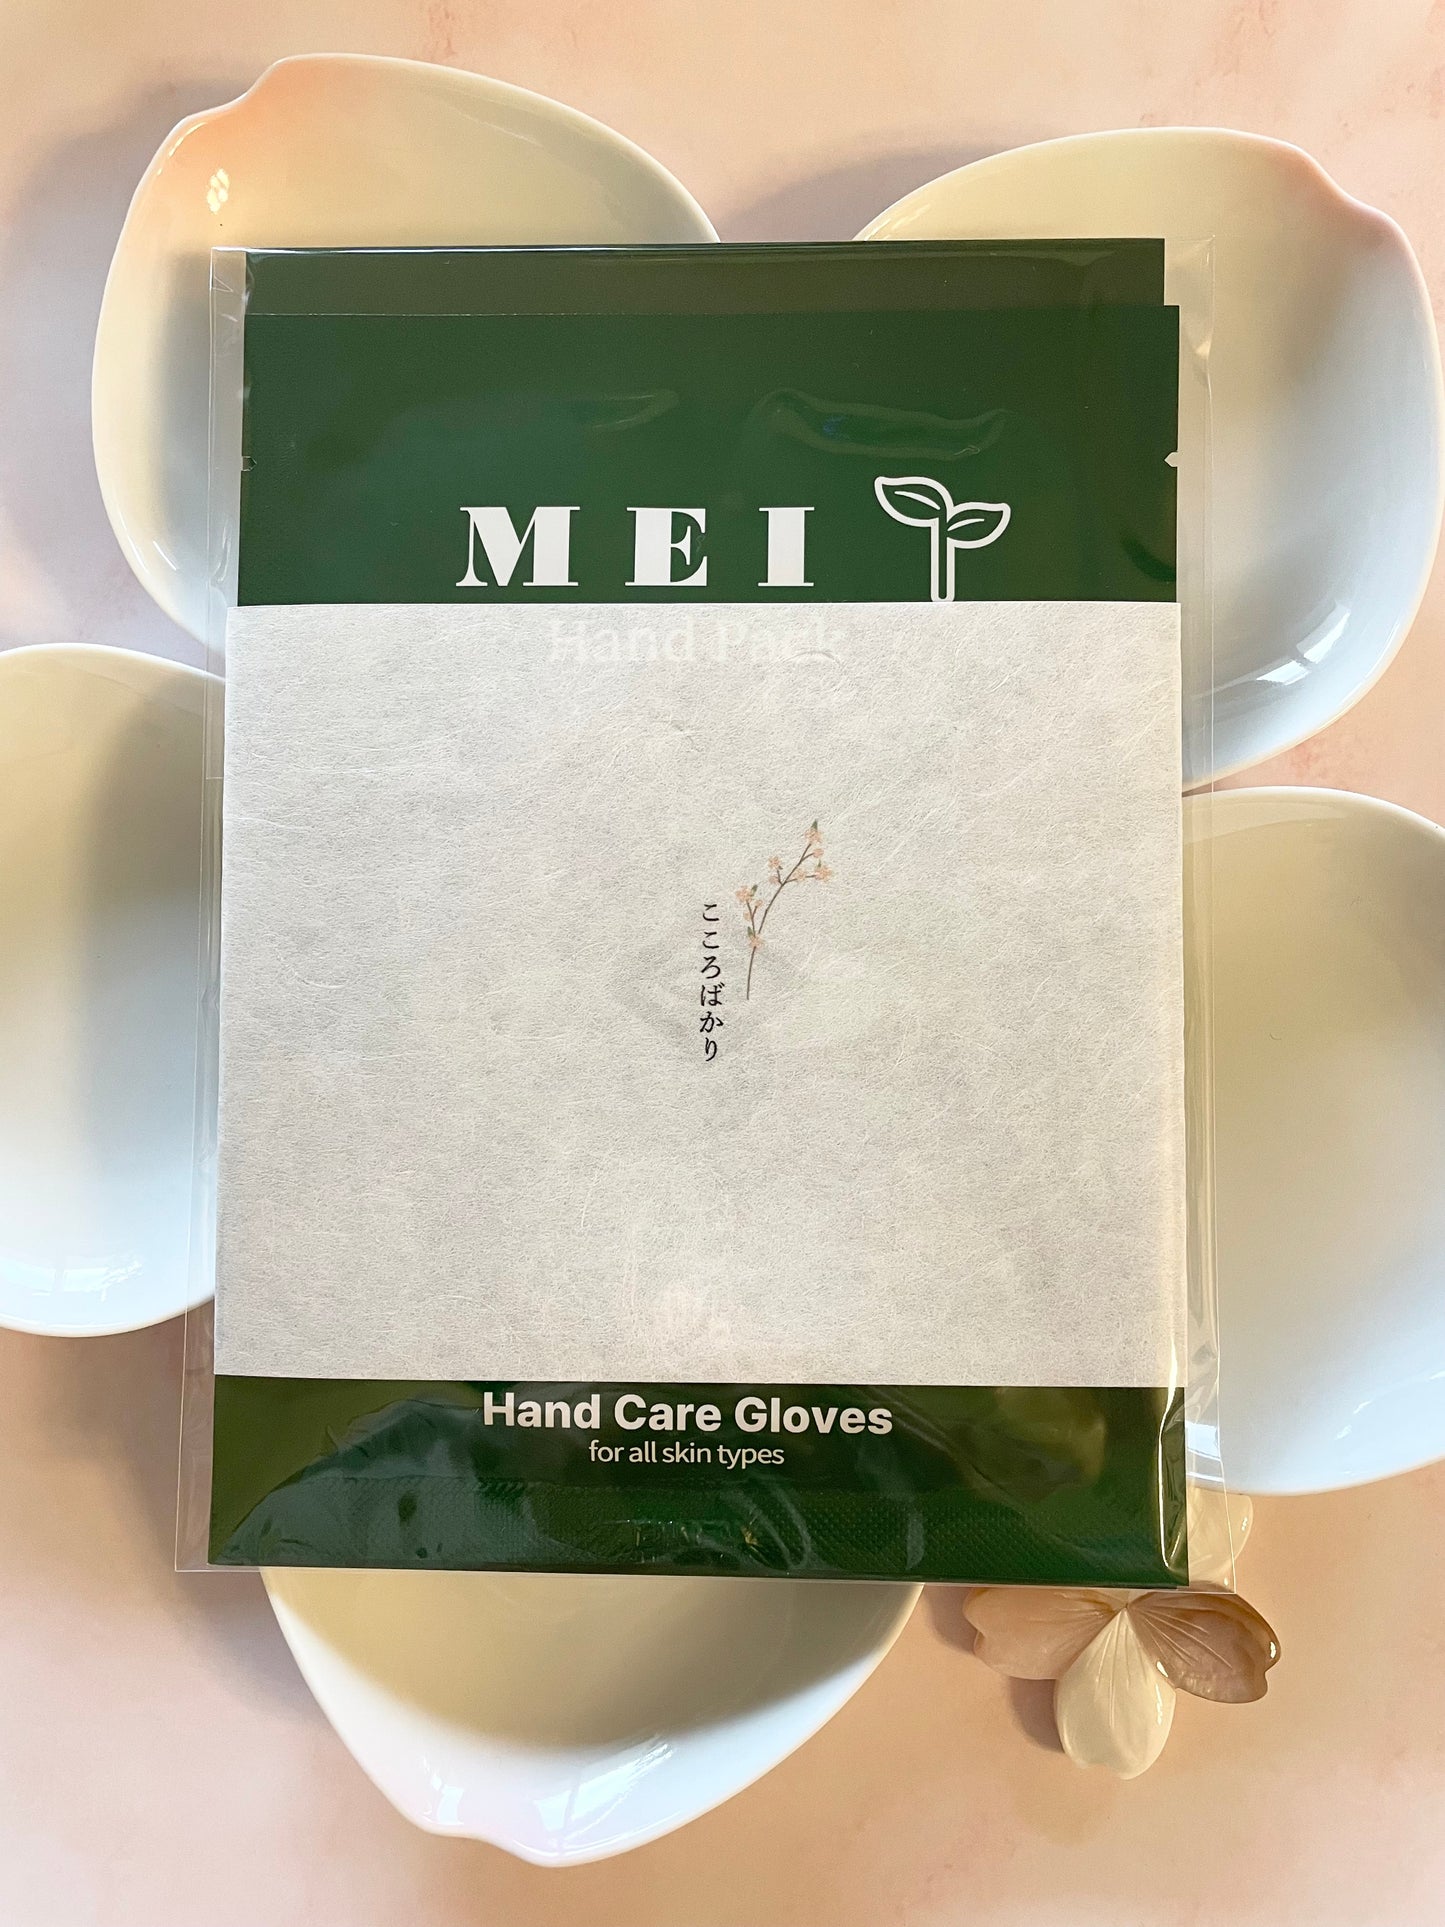 MEI
Hand Pack
こころばかり
Hand Care Gloves
for all skin types